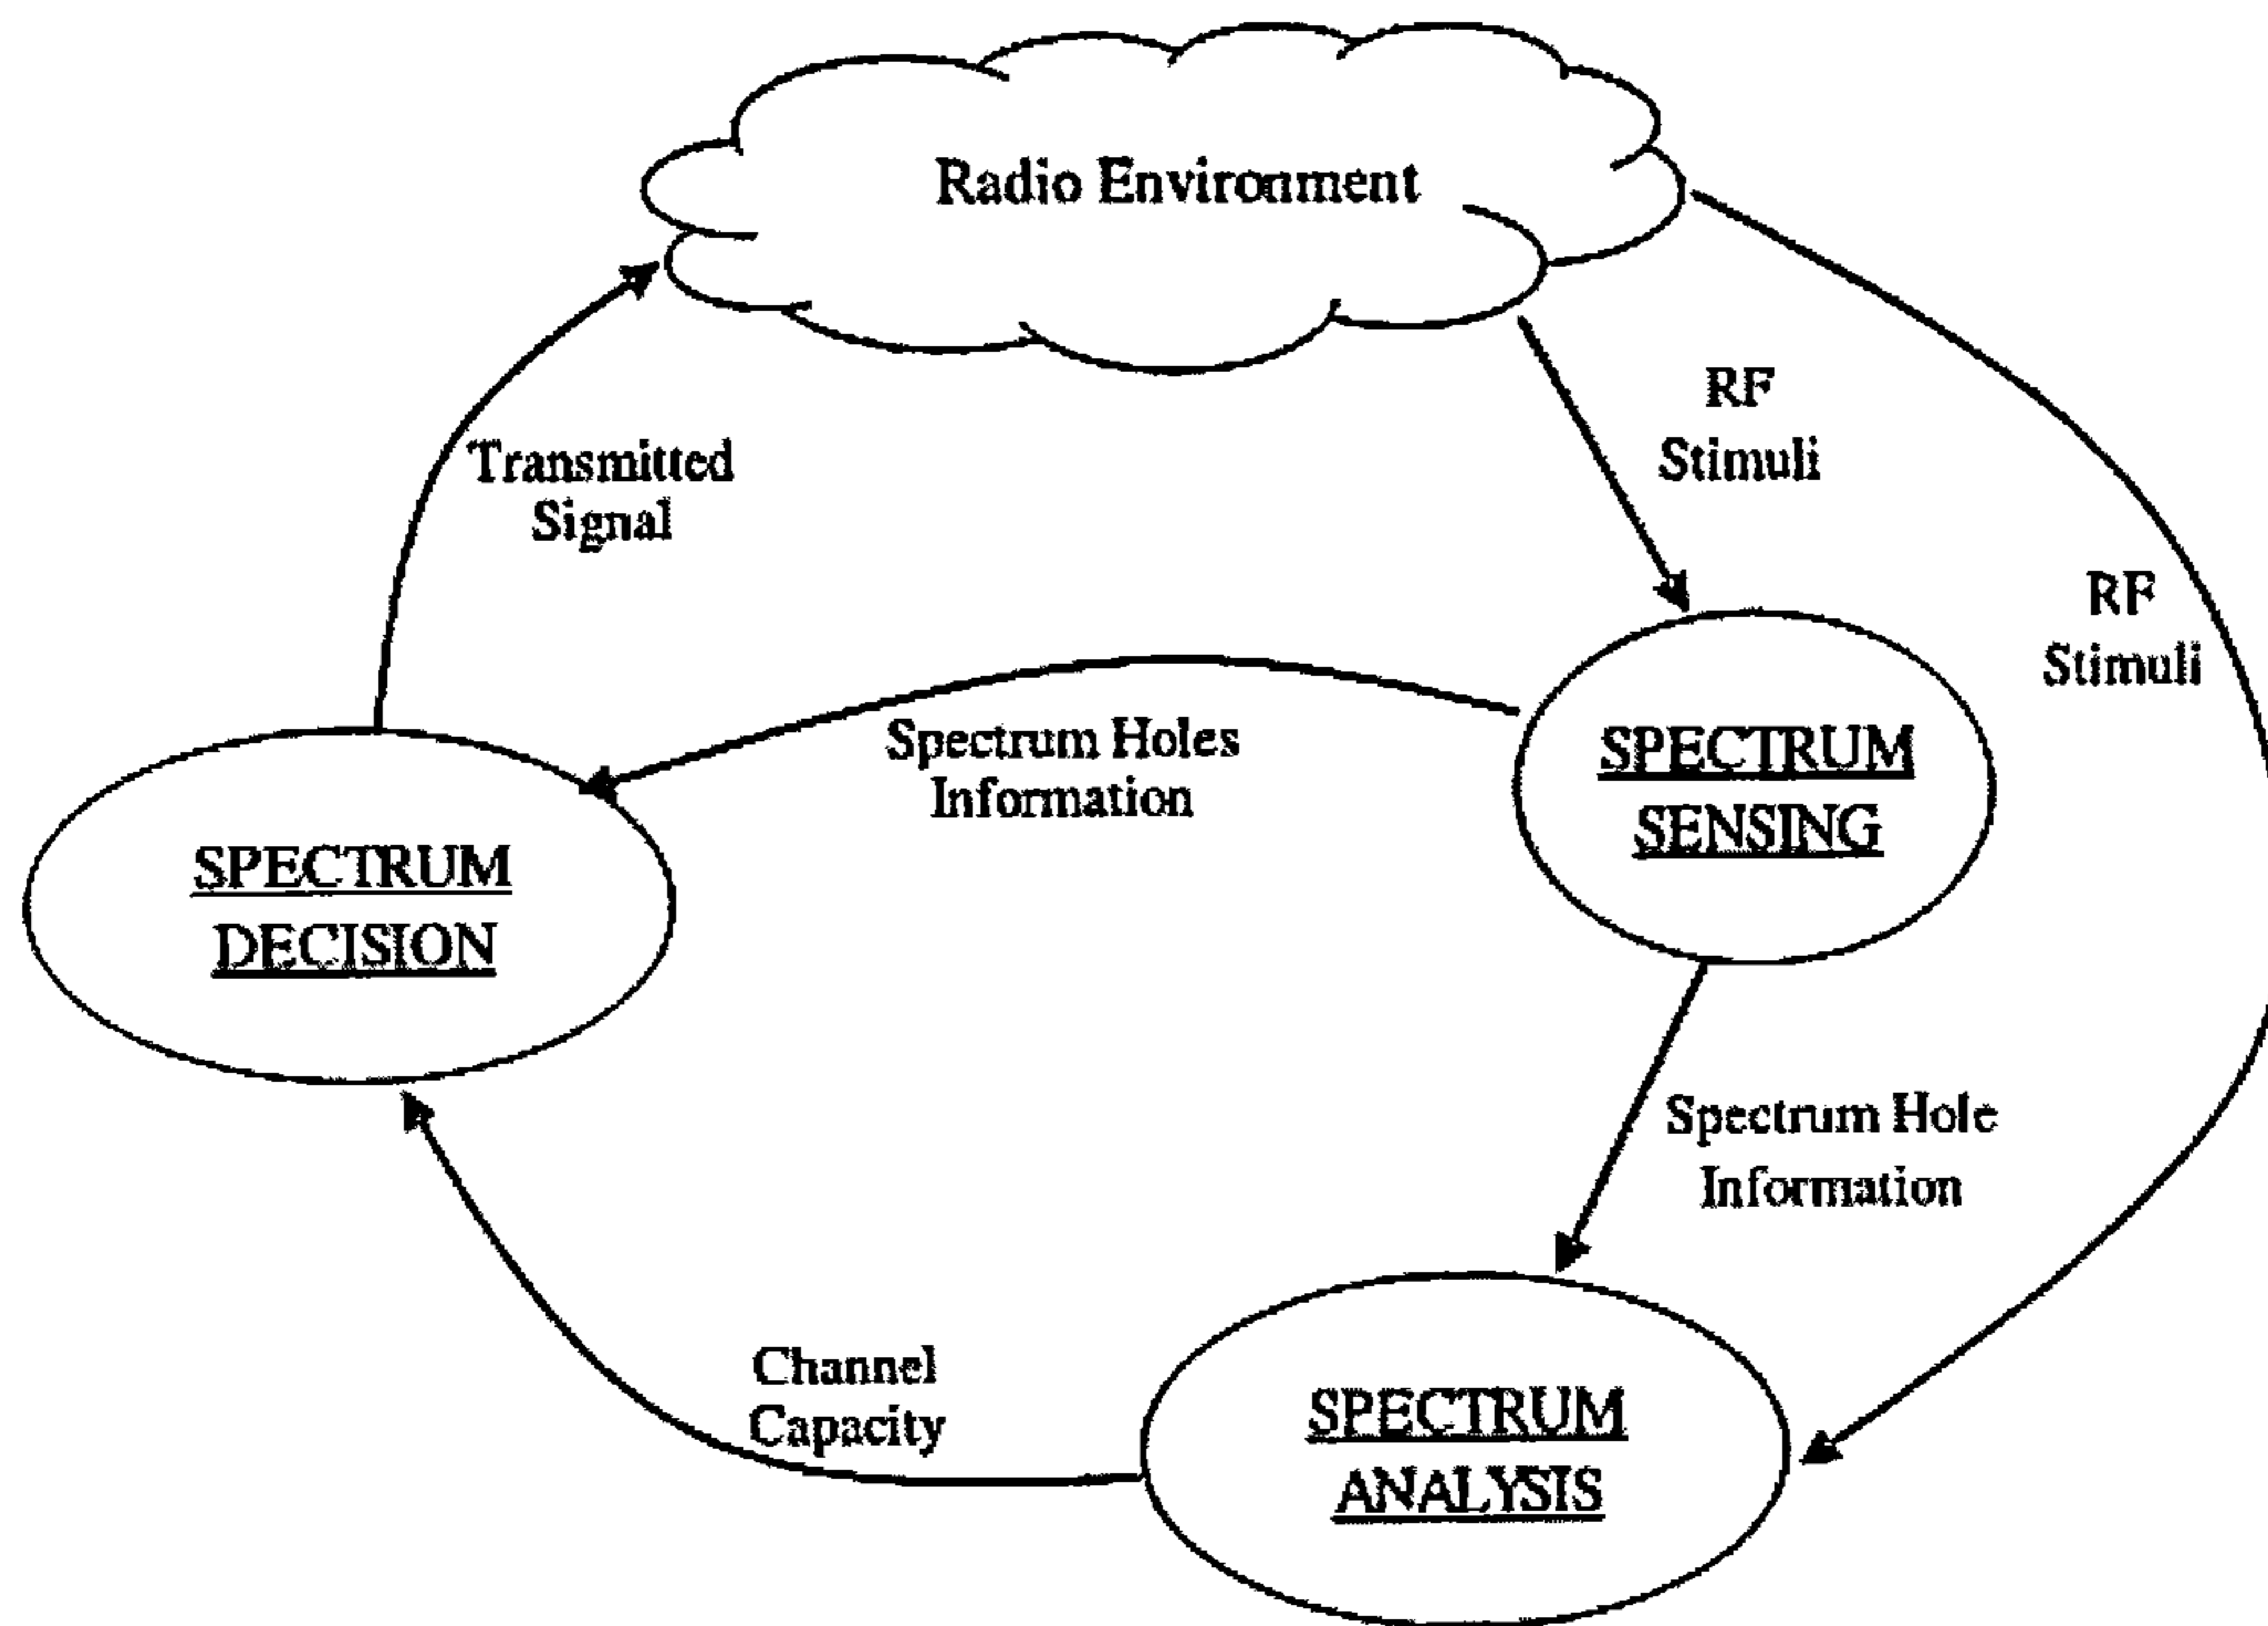 Radio Environment
RF
Stimuli
Transmitted
Signal
RF
Stimuli
Spectrum Holes
Information
SPECTRUM
SENSING
SPECTRUM
DECISION
Spectrum Hole
Information
Channel
Capacity
SPECTRUM
ANALYSIS